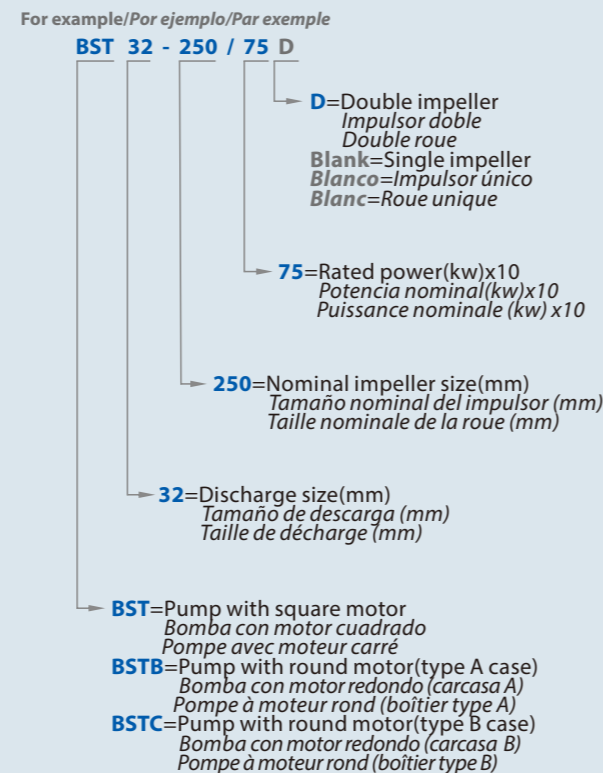 For example/Por ejemplo/Par exemple
BST 32 - 250 / 75 D
D=Double impeller
Impulsor doble
Double roue
Blank=Single impeller
Blanco=Impulsor único
Blanc=Roue unique
75=Rated power(kw)x10
Potencia nominal(kw)x10
Puissance nominale (kw) x10
250=Nominal impeller size(mm)
Tamaño nominal del impulsor (mm)
Taille nominale de la roue (mm)
32=Discharge size(mm)
Tamaño de descarga (mm)
Taille de décharge (mm)
BST=Pump with square motor
Bomba con motor cuadrado
Pompe avec moteur carré
BSTB=Pump with round motor(type A case)
Bomba con motor redondo (carcasa A)
Pompe à moteur rond (boîtier type A)
BSTC=Pump with round motor(type B case)
Bomba con motor redondo (carcasa B)
Pompe à moteur rond (boîtier type B)